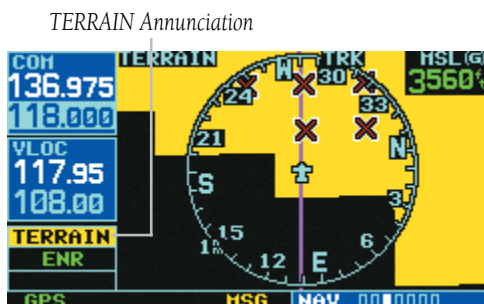 TERRAIN Annunciation
COM
136.975
118.000
VLOC
117.95
108.00
TERRAIN
ENR
GPS
TERRAIN
TRK
MSL(G)
3560
W
30
24
33
21
N
S
3
15
6
12
E
MSG
NAV